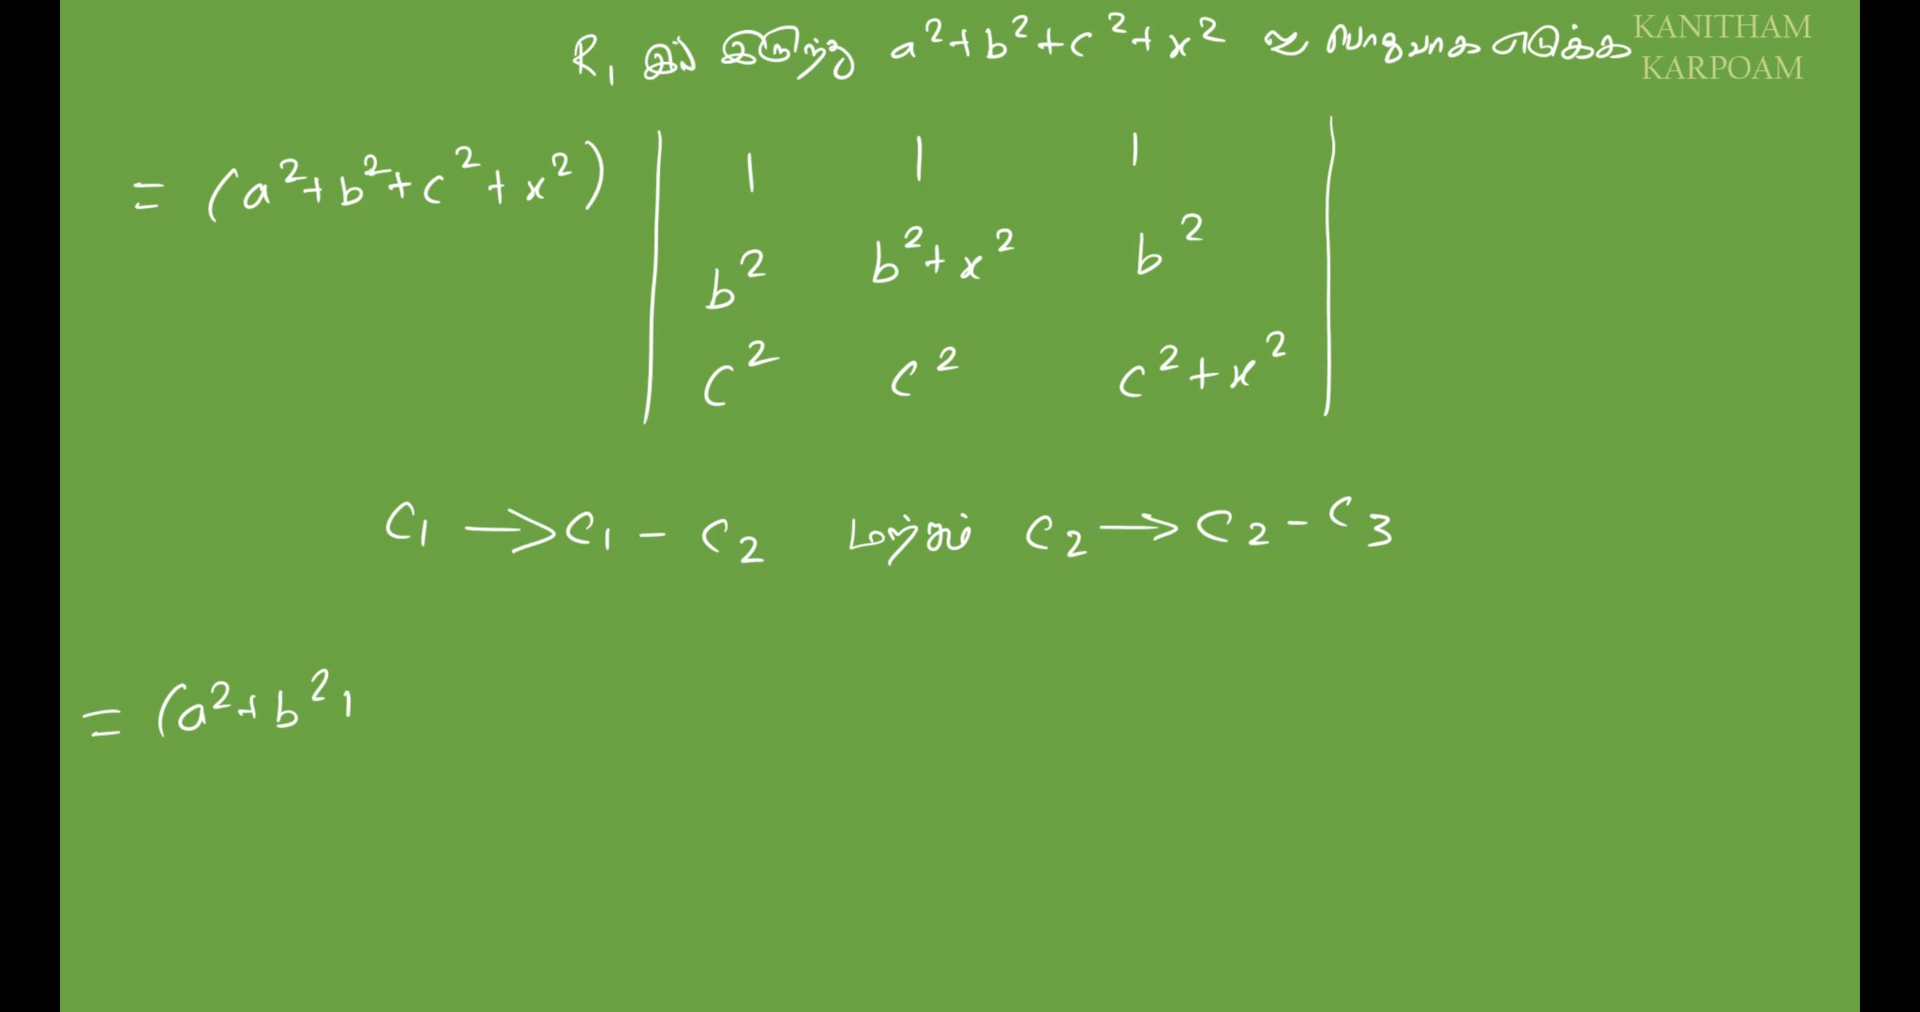 R₁ இல் இருந்து a²+b²+c²+x² ஐ பொதுவாக எடுக்க
KANITHAM
KARPOAM
= (a²+b²+c²+x²) | 1 1 1 |
b² b²+x² b²
c² c² c²+x²
C₁ → C₁ - C₂ மற்றும் C₂ → C₂ - C₃
= (a²+b²